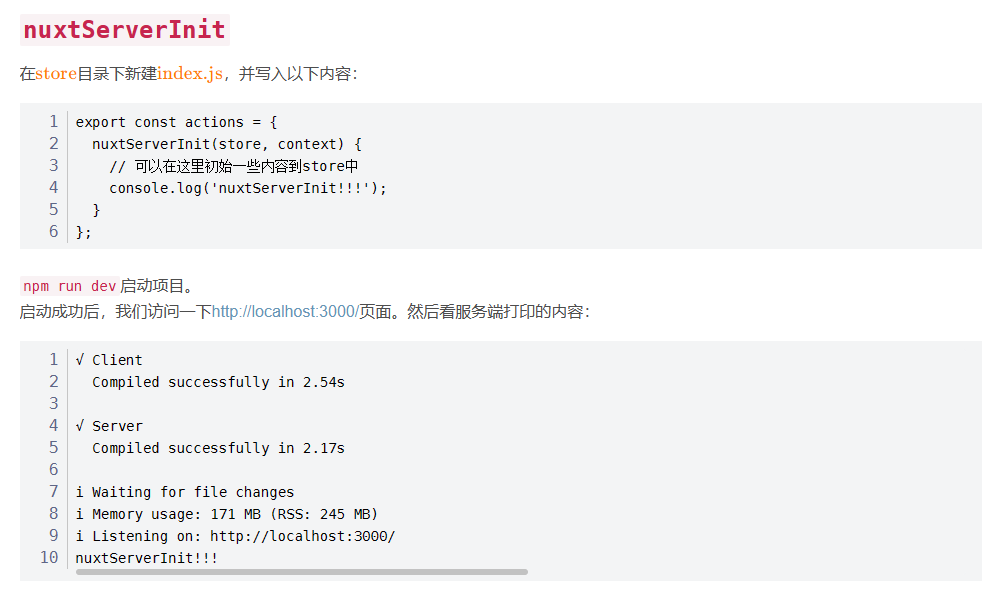 nuxtServerInit
在store目录下新建index.js，并写入以下内容：
1 export const actions = {
2   nuxtServerInit(store, context) {
3     // 可以在这里初始一些内容到store中
4     console.log('nuxtServerInit!!!');
5   }
6 };
npm run dev启动项目。
启动成功后，我们访问一下http://localhost:3000/页面。然后看服务端打印的内容：
1 √ Client
2   Compiled successfully in 2.54s
3
4 √ Server
5   Compiled successfully in 2.17s
6
7 i Waiting for file changes
8 i Memory usage: 171 MB (RSS: 245 MB)
9 i Listening on: http://localhost:3000/
10 nuxtServerInit!!!